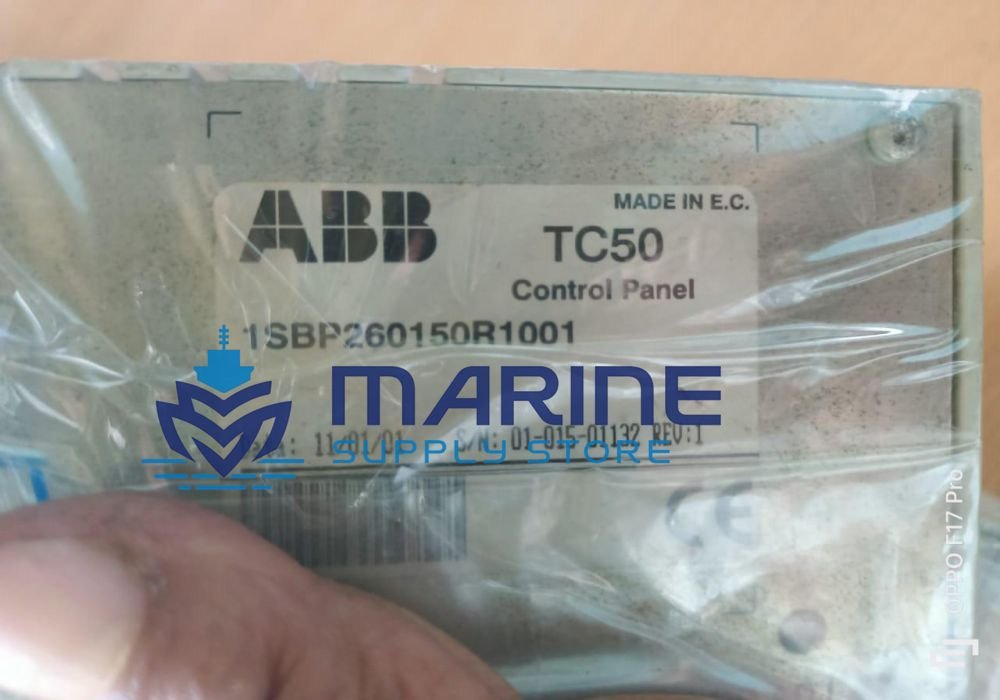 ABB
MADE IN E.C.
TC50
Control Panel
1SBP260150R1001
MARINE
11/01/01 S/N: 01-015-01132 REV:1
SUPPLY STORE
CE
OPPO F17 Pro